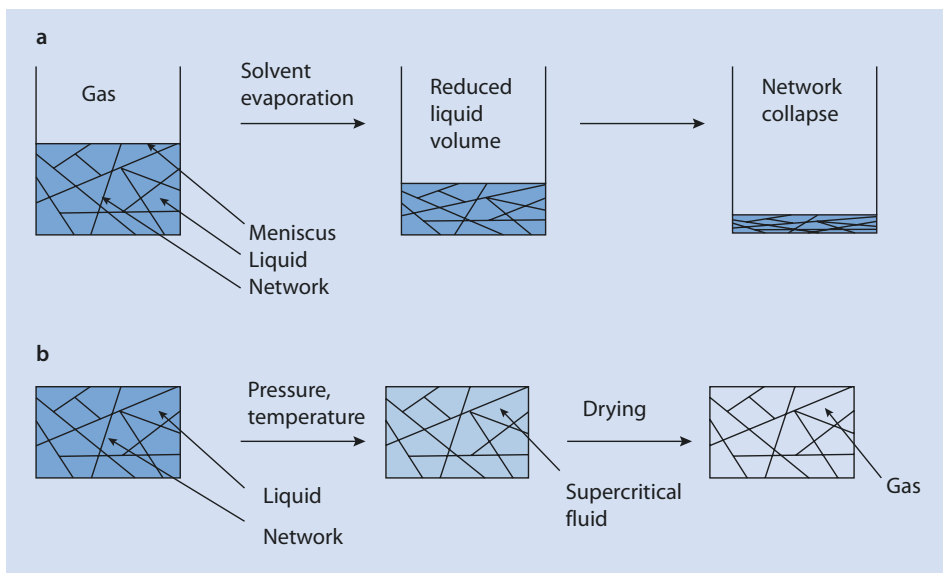 a
Gas
Solvent
evaporation
Reduced
liquid
volume
Network
collapse
Meniscus
Liquid
Network
b
Pressure,
temperature
Drying
Liquid
Network
Supercritical
fluid
Gas